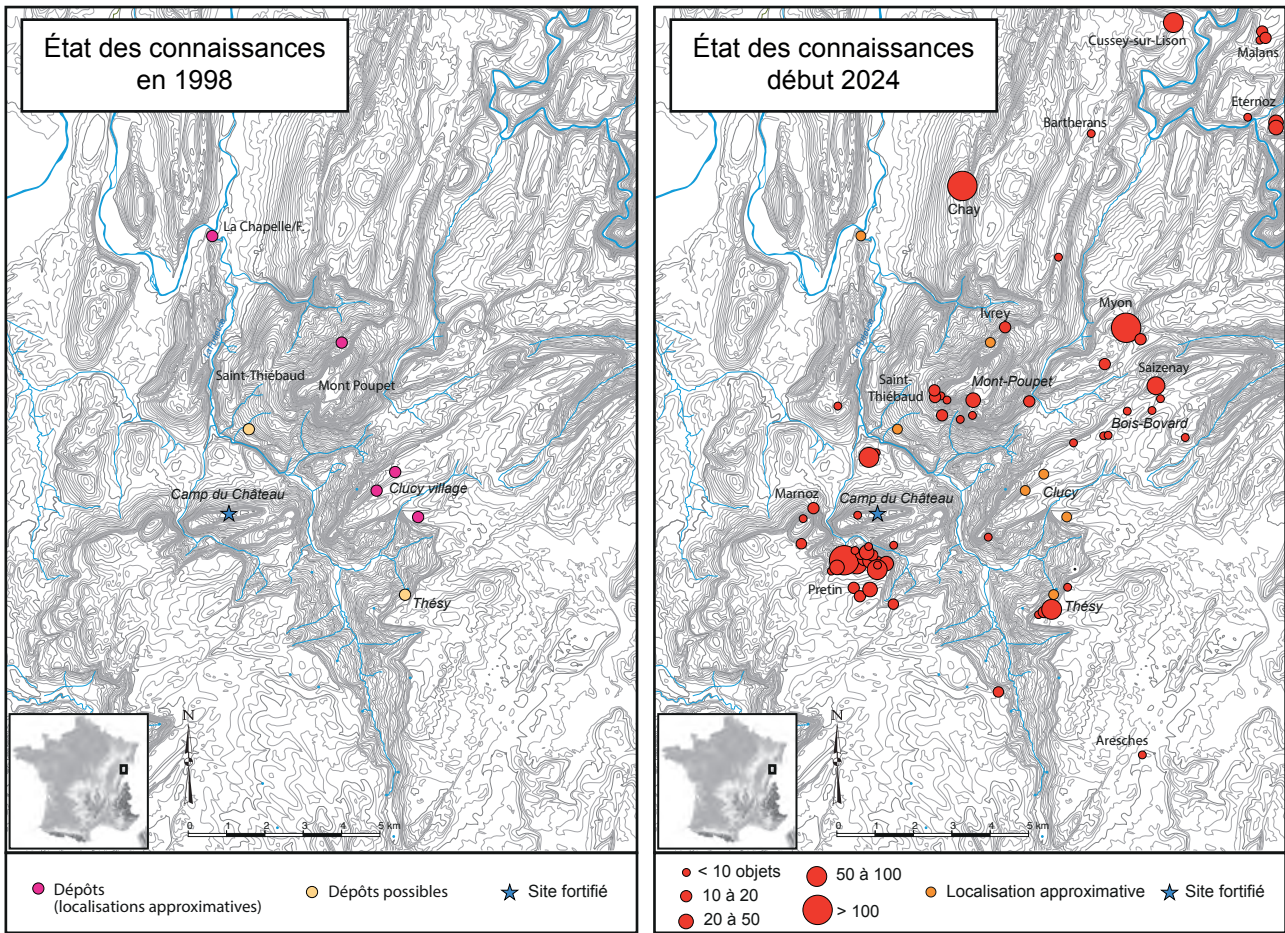 État des connaissances
en 1998
La Chapelle/F.
Saint-Thiébaud
Mont Poupet
Camp du Château
Clucy village
Thésy
N
0 1 2 3 4 5 km
Dépôts
(localisations approximatives)
Dépôts possibles
Site fortifié
État des connaissances
début 2024
Cussey-sur-Lison
Malans
Eternoz
Bartherans
Chay
Ivrey
Myon
Saint-
Thiébaud
Mont-Poupet
Saizenay
Bois-Bovard
Marnoz
Camp du Château
Clucy
Pretin
Thésy
Aresches
N
0 1 2 3 4 5 km
< 10 objets
10 à 20
20 à 50
50 à 100
> 100
Localisation approximative
Site fortifié